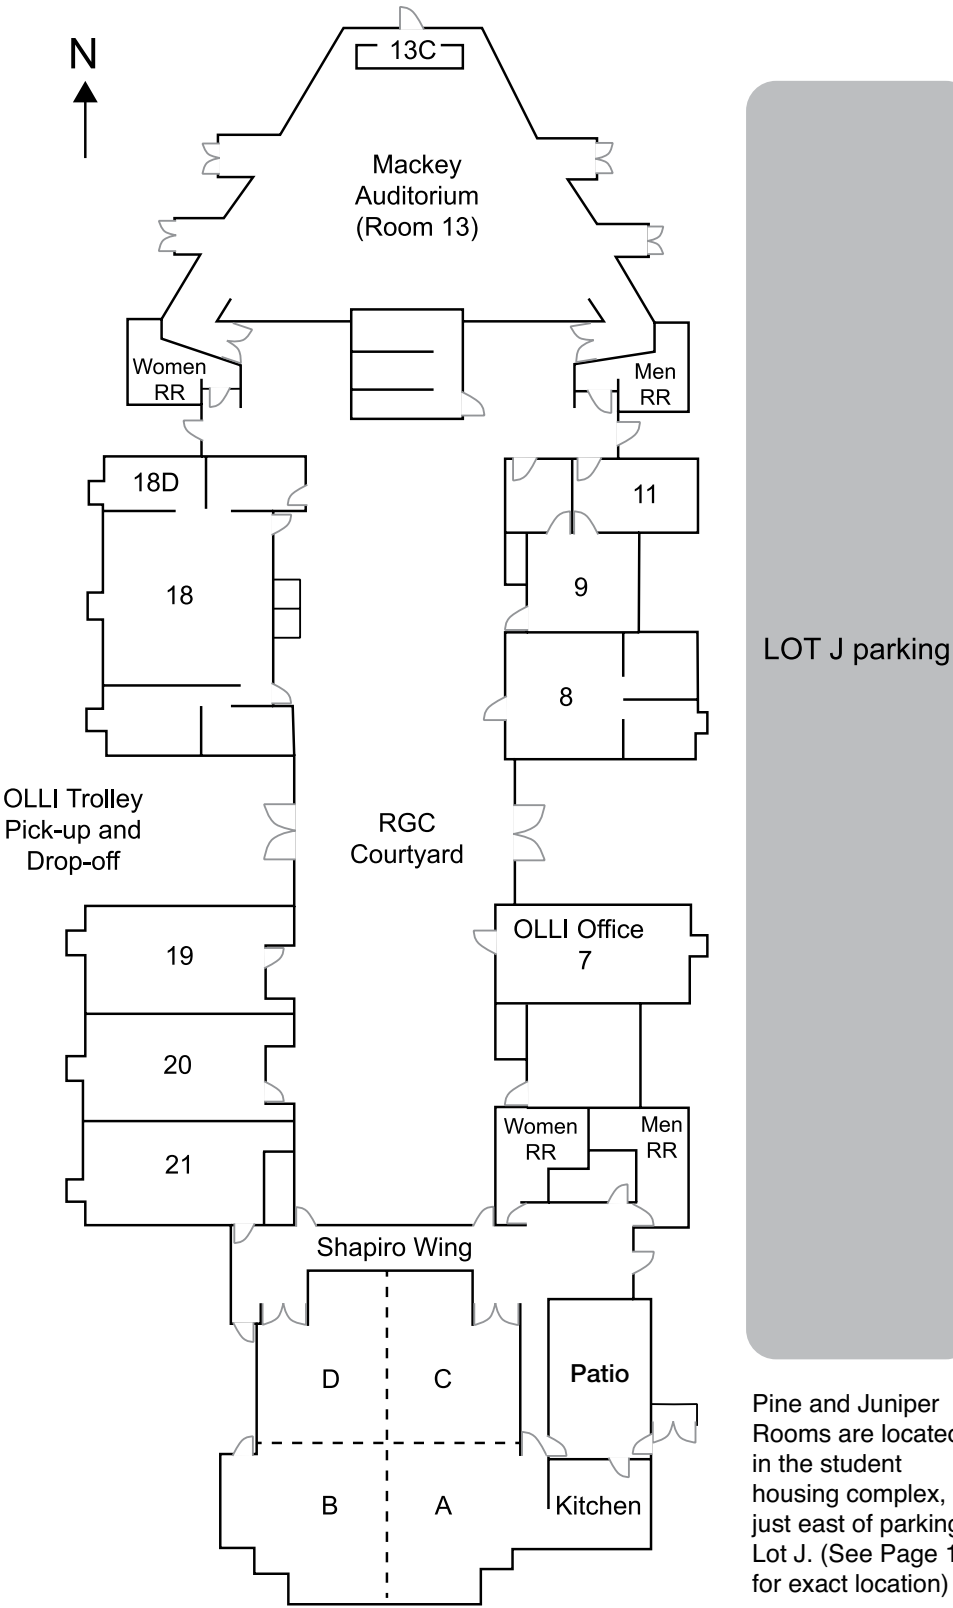 N
13C
Mackey
Auditorium
(Room 13)
Women
RR
Men
RR
18D
11
18
9
8
LOT J parking
OLLI Trolley
Pick-up and
Drop-off
RGC
Courtyard
19
OLLI Office
7
20
21
Women
RR
Men
RR
Shapiro Wing
D
C
Patio
B
A
Kitchen
Pine and Juniper
Rooms are located
in the student
housing complex,
just east of parking
Lot J. (See Page 1
for exact location)